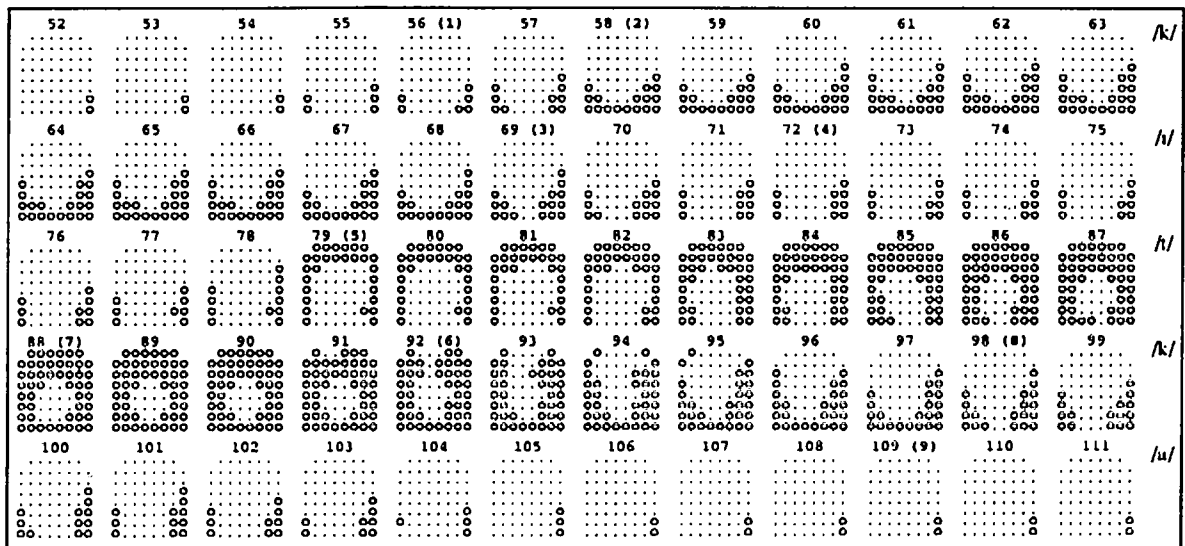 52 53 54 55 56 (1) 57 58 (2) 59 60 61 62 63 /k/
64 65 66 67 68 69 (3) 70 71 72 (4) 73 74 75 /ɪ/
76 77 78 79 (5) 80 81 82 83 84 85 86 87 /t/
88 (7) 89 90 91 92 (6) 93 94 95 96 97 98 (8) 99 /k/
100 101 102 103 104 105 106 107 108 109 (9) 110 111 /u/